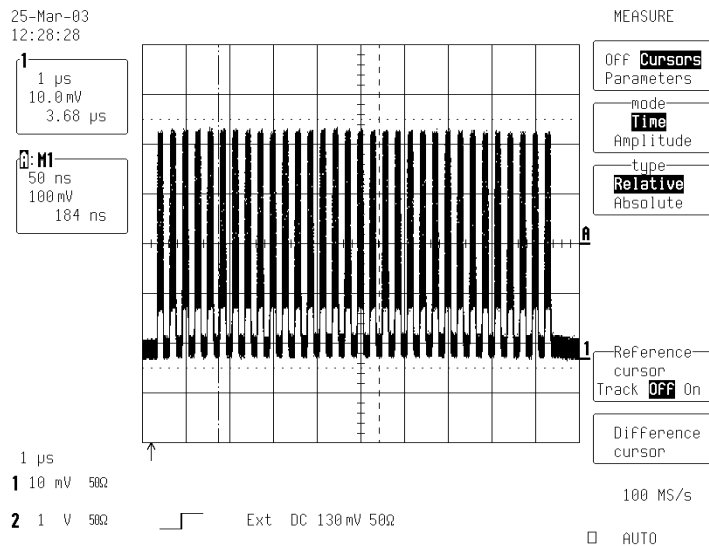 25-Mar-03
12:28:28
1
1 µs
10.0 mV
3.68 µs
A: M1
50 ns
100 mV
184 ns
1 µs
1 10 mV 50Ω
2 1 V 50Ω
Ext DC 130 mV 50Ω
A
1
MEASURE
Off Cursors
Parameters
mode
Time
Amplitude
type
Relative
Absolute
Reference
cursor
Track Off On
Difference
cursor
100 MS/s
AUTO